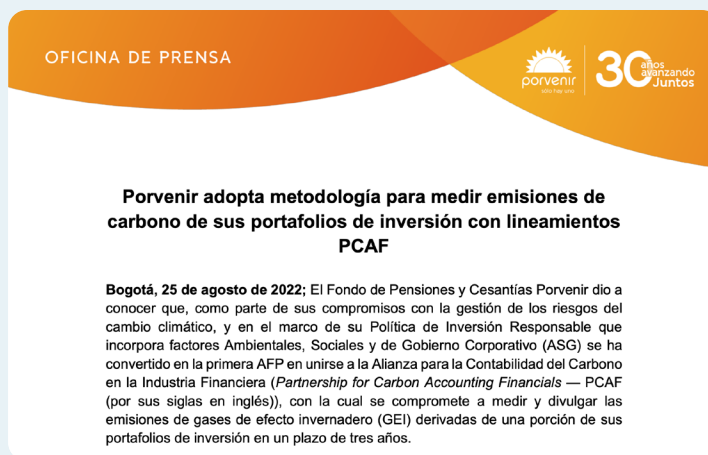 OFICINA DE PRENSA
porvenir
sólo hay uno
30 años avanzando Juntos
Porvenir adopta metodología para medir emisiones de
carbono de sus portafolios de inversión con lineamientos
PCAF
Bogotá, 25 de agosto de 2022; El Fondo de Pensiones y Cesantías Porvenir dio a
conocer que, como parte de sus compromisos con la gestión de los riesgos del
cambio climático, y en el marco de su Política de Inversión Responsable que
incorpora factores Ambientales, Sociales y de Gobierno Corporativo (ASG) se ha
convertido en la primera AFP en unirse a la Alianza para la Contabilidad del Carbono
en la Industria Financiera (Partnership for Carbon Accounting Financials — PCAF
(por sus siglas en inglés)), con la cual se compromete a medir y divulgar las
emisiones de gases de efecto invernadero (GEI) derivadas de una porción de sus
portafolios de inversión en un plazo de tres años.